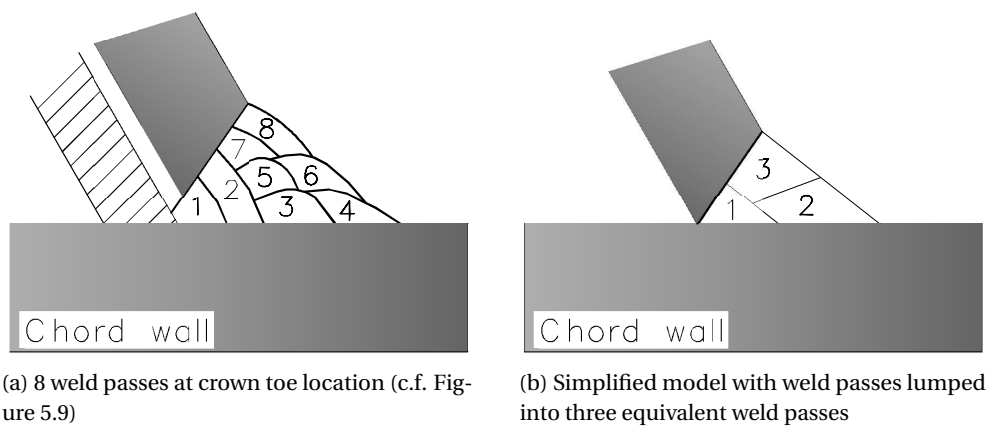 8
7
5
6
2
1
3
4
Chord wall
(a) 8 weld passes at crown toe location (c.f. Fig-
ure 5.9)
3
1
2
Chord wall
(b) Simplified model with weld passes lumped
into three equivalent weld passes